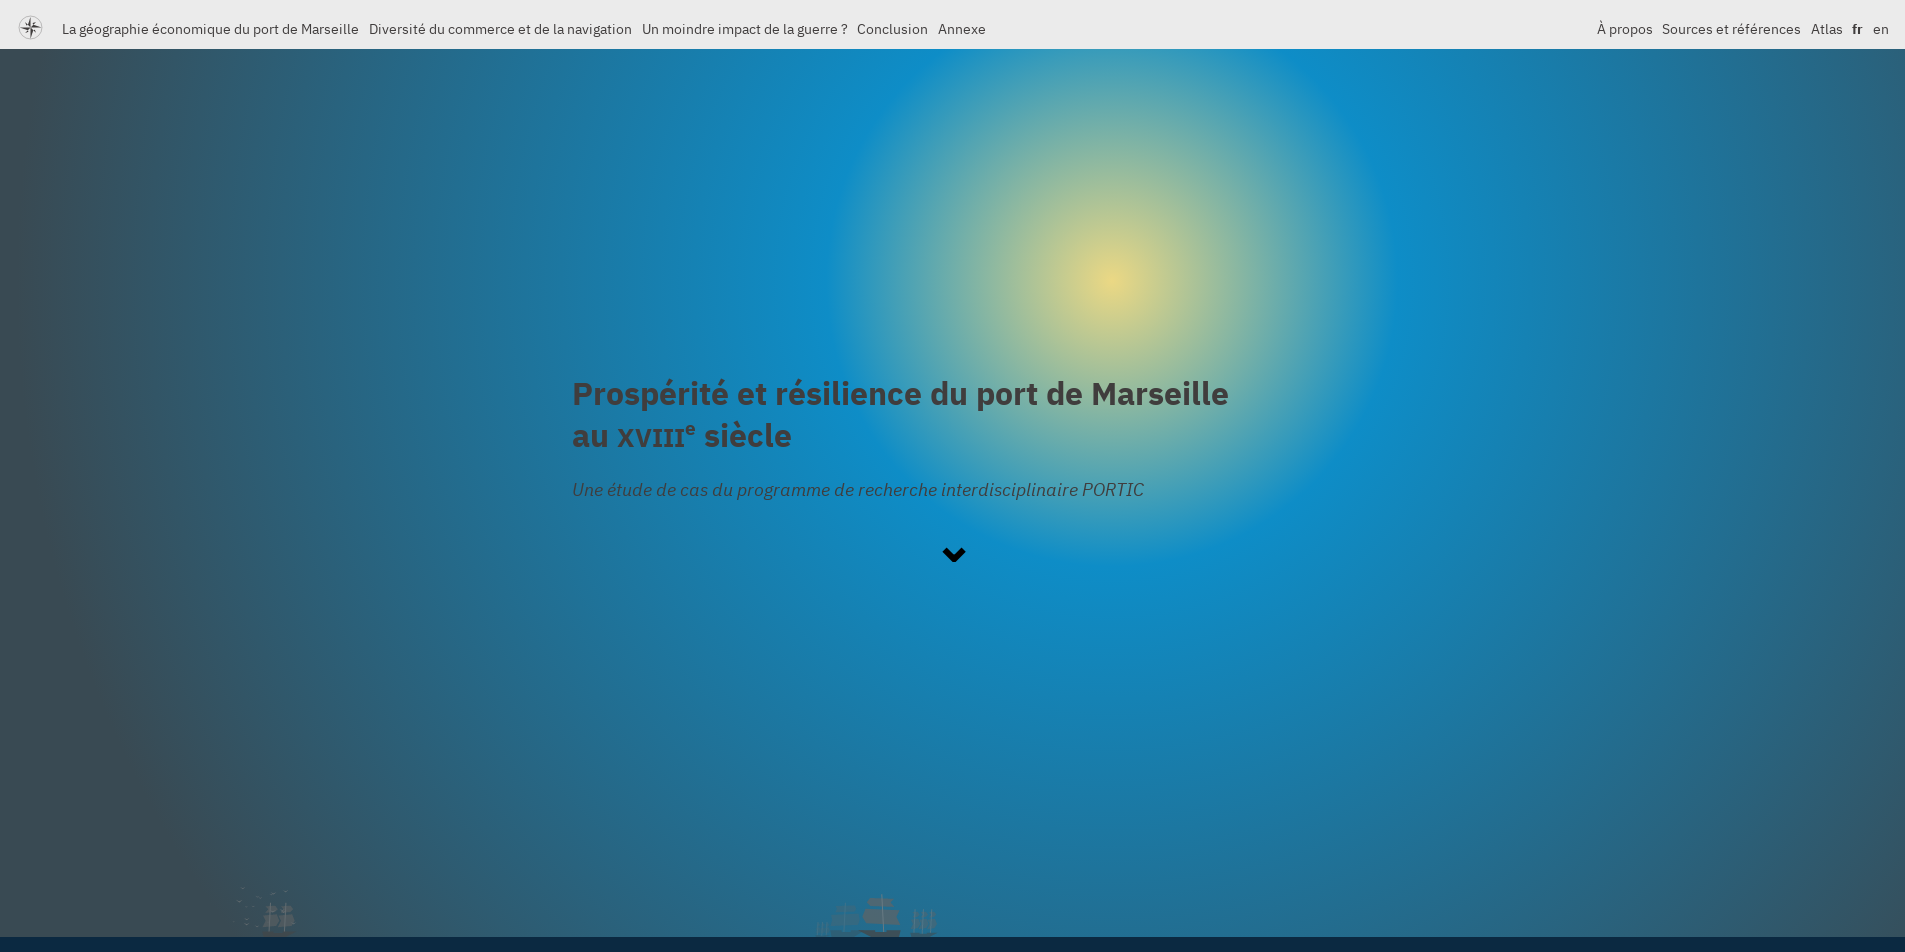 La géographie économique du port de Marseille Diversité du commerce et de la navigation Un moindre impact de la guerre ? Conclusion Annexe À propos Sources et références Atlas fr en
Prospérité et résilience du port de Marseille
au XVIIIe siècle
Une étude de cas du programme de recherche interdisciplinaire PORTIC